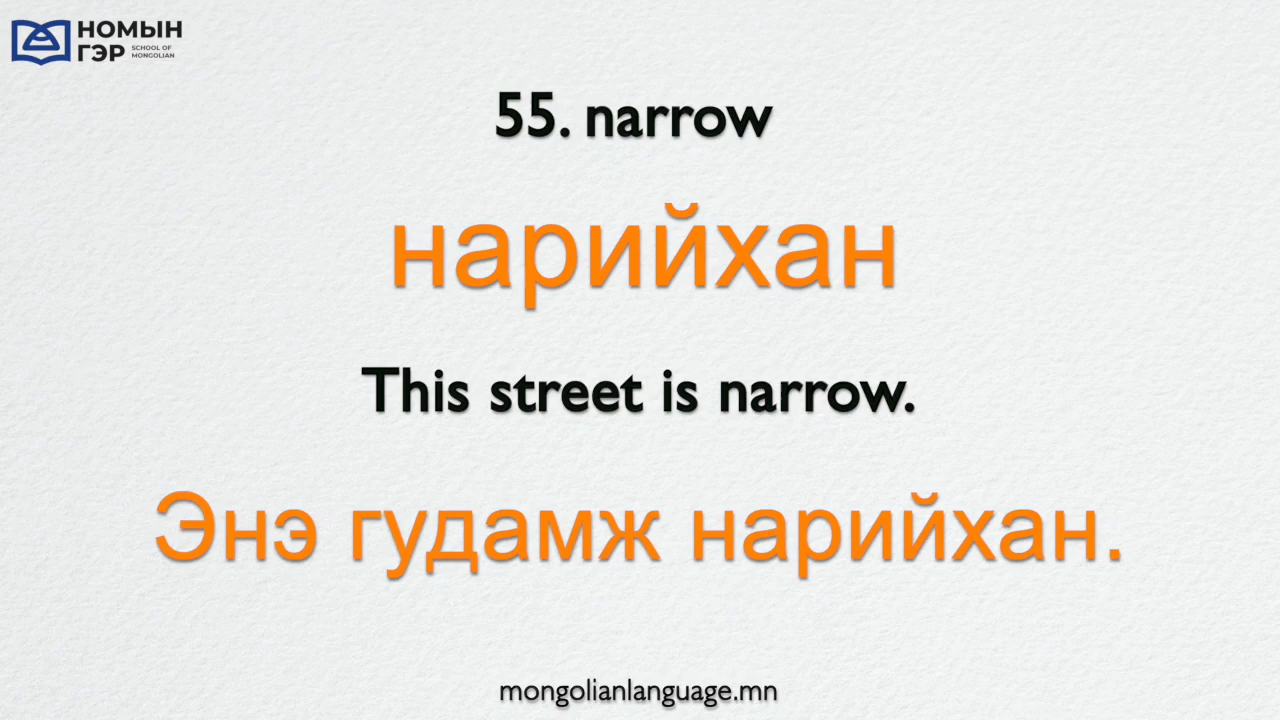 НОМЫН
ГЭР SCHOOL OF
MONGOLIAN
55. narrow
нарийхан
This street is narrow.
Энэ гудамж нарийхан.
mongolianlanguage.mn